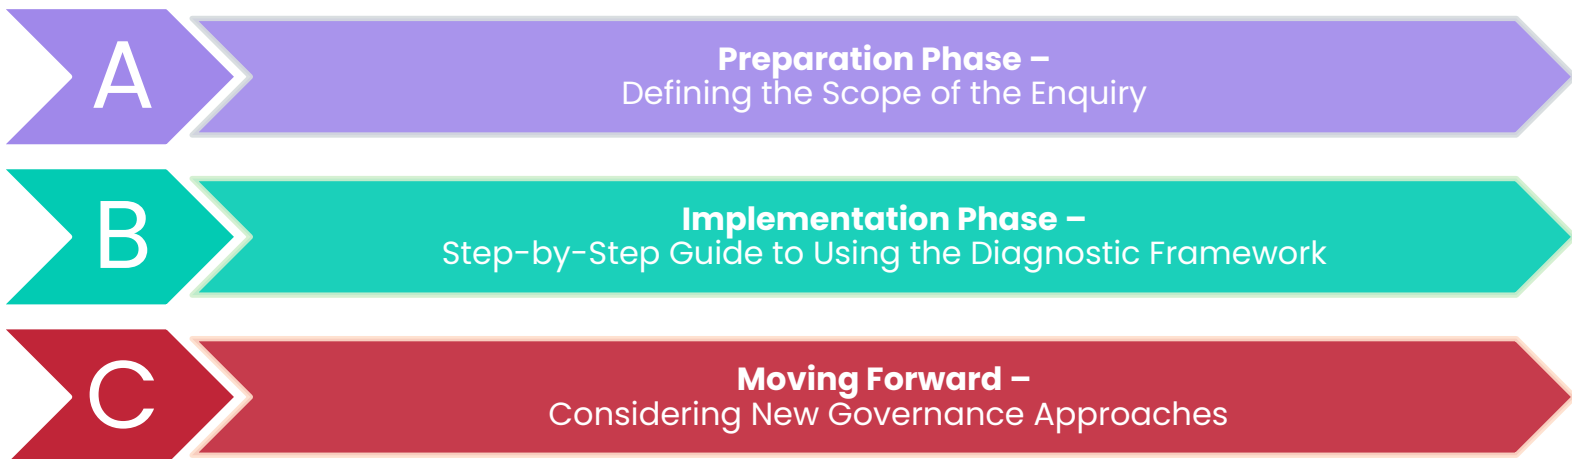 A
Preparation Phase –
Defining the Scope of the Enquiry
B
Implementation Phase –
Step-by-Step Guide to Using the Diagnostic Framework
C
Moving Forward –
Considering New Governance Approaches